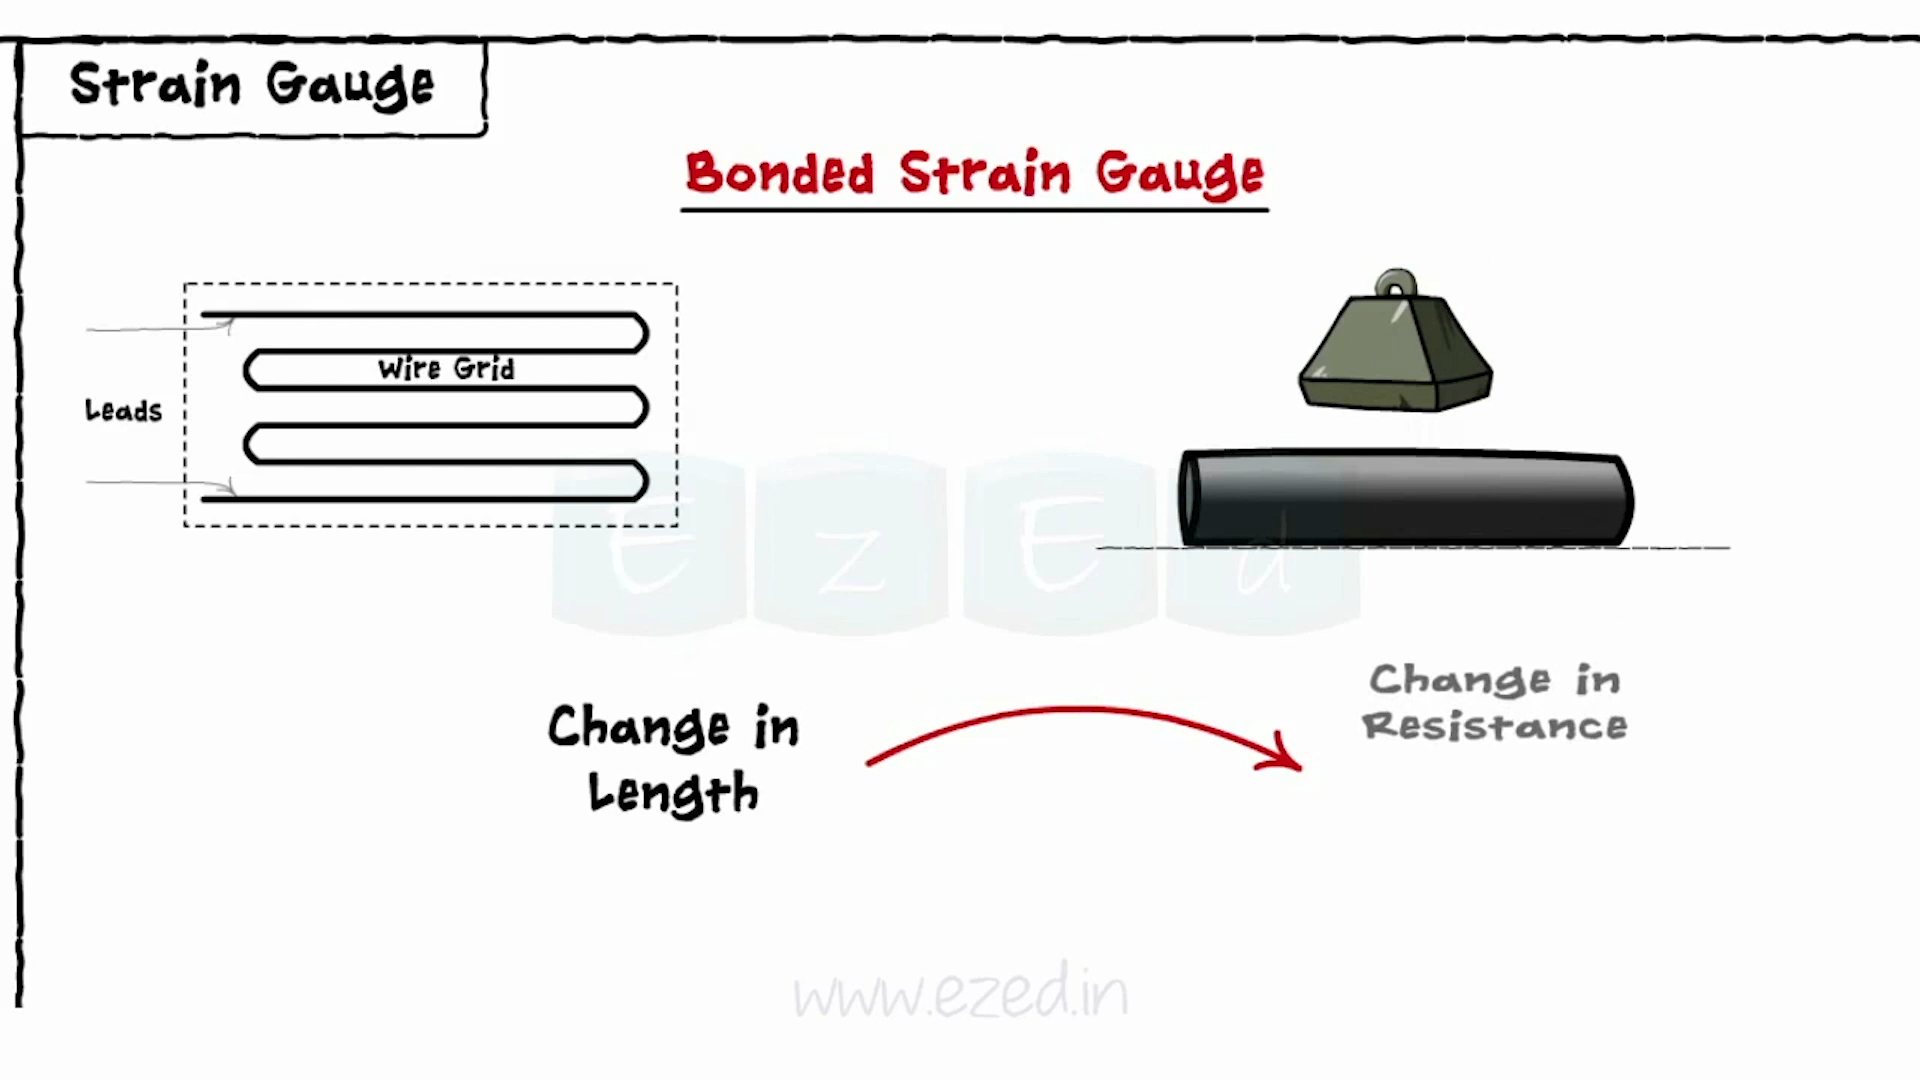 Strain Gauge
Bonded Strain Gauge
Wire Grid
Leads
E z E d
Change in
Resistance
Change in
Length
www.ezed.in